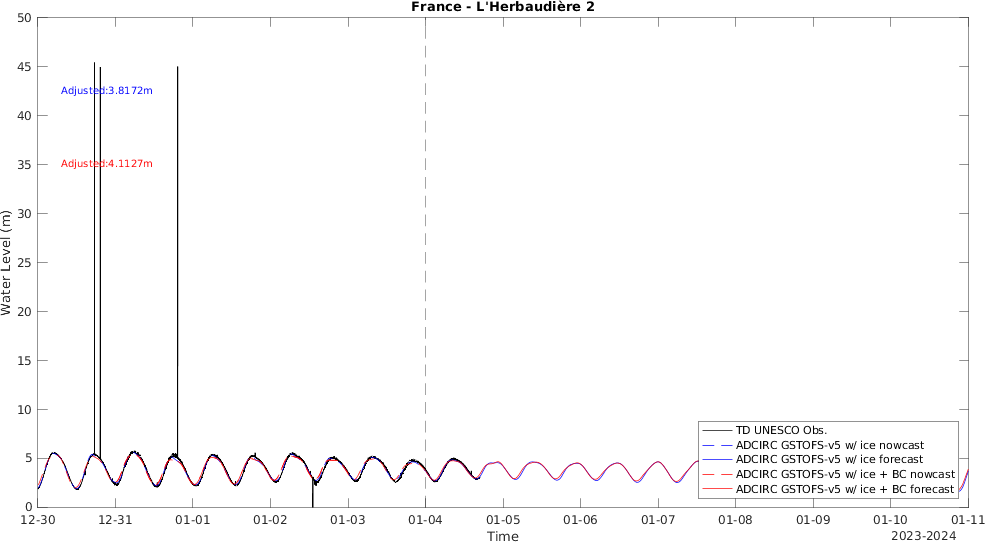 France - L'Herbaudière 2
50
45
40
35
30
25
20
15
10
5
0
Water Level (m)
Adjusted:3.8172m
Adjusted:4.1127m
TD UNESCO Obs.
ADCIRC GSTOFS-v5 w/ ice nowcast
ADCIRC GSTOFS-v5 w/ ice forecast
ADCIRC GSTOFS-v5 w/ ice + BC nowcast
ADCIRC GSTOFS-v5 w/ ice + BC forecast
12-30 12-31 01-01 01-02 01-03 01-04 01-05 01-06 01-07 01-08 01-09 01-10 01-11
Time
2023-2024